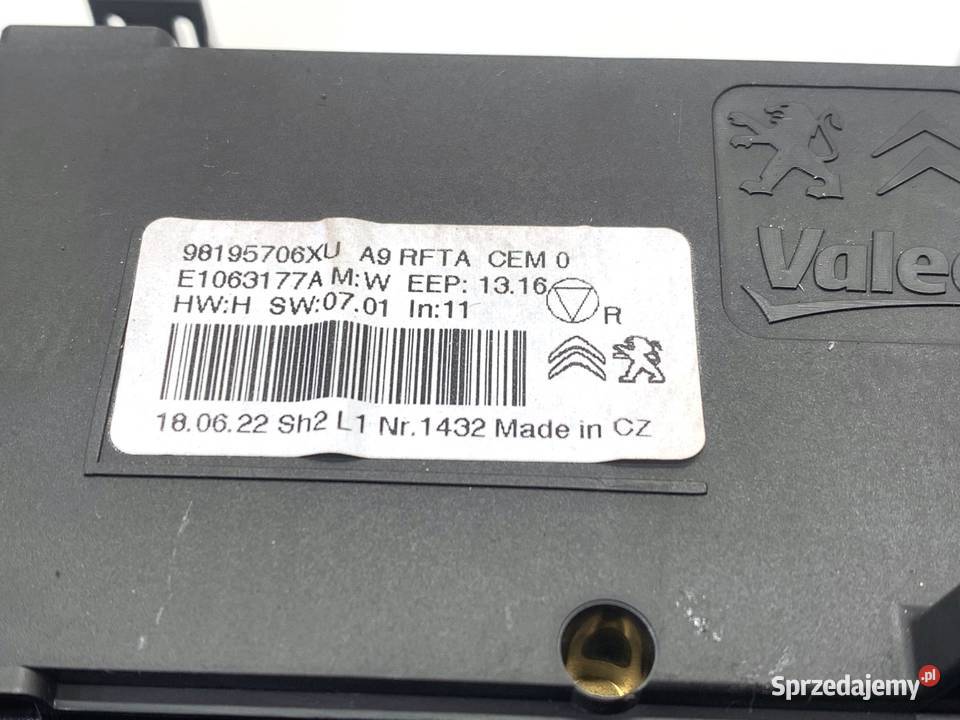 98195706XU A9 RFTA CEM 0
E1063177A M:W EEP: 13.16
HW:H SW:07.01 In:11
R
18.06.22 Sh2 L1 Nr.1432 Made in CZ
Sprzedajemy.pl